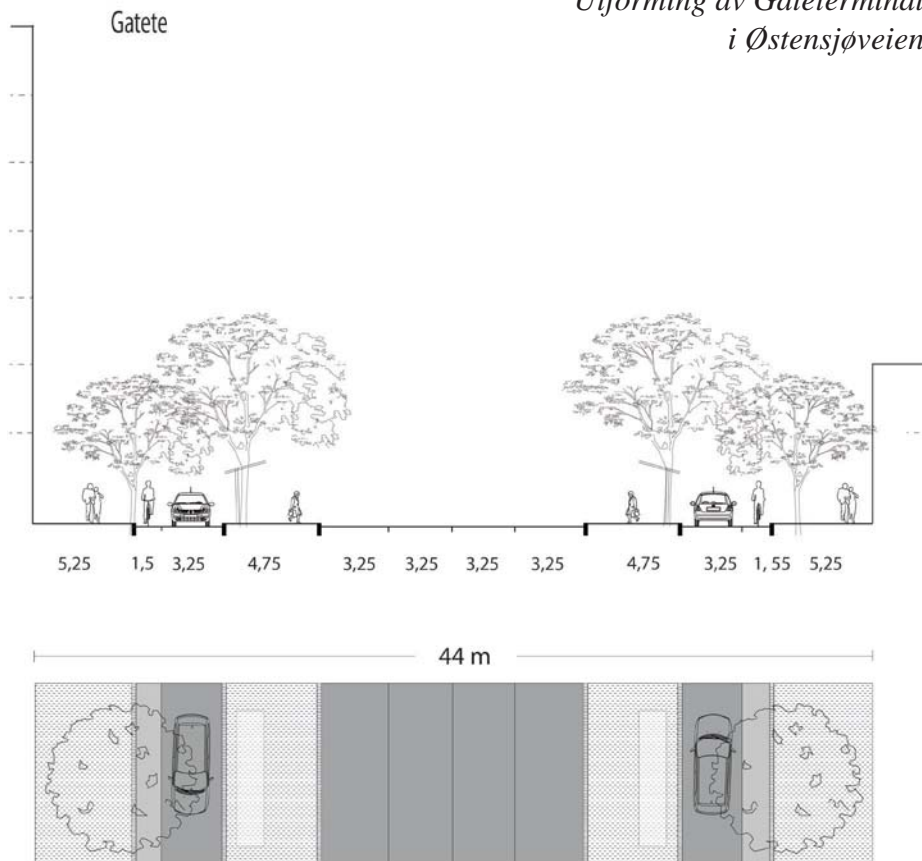 Utforming av Gateterminal
i Østensjøveien
Gatete
5,25 1,5 3,25 4,75 3,25 3,25 3,25 3,25 4,75 3,25 1, 55 5,25
44 m